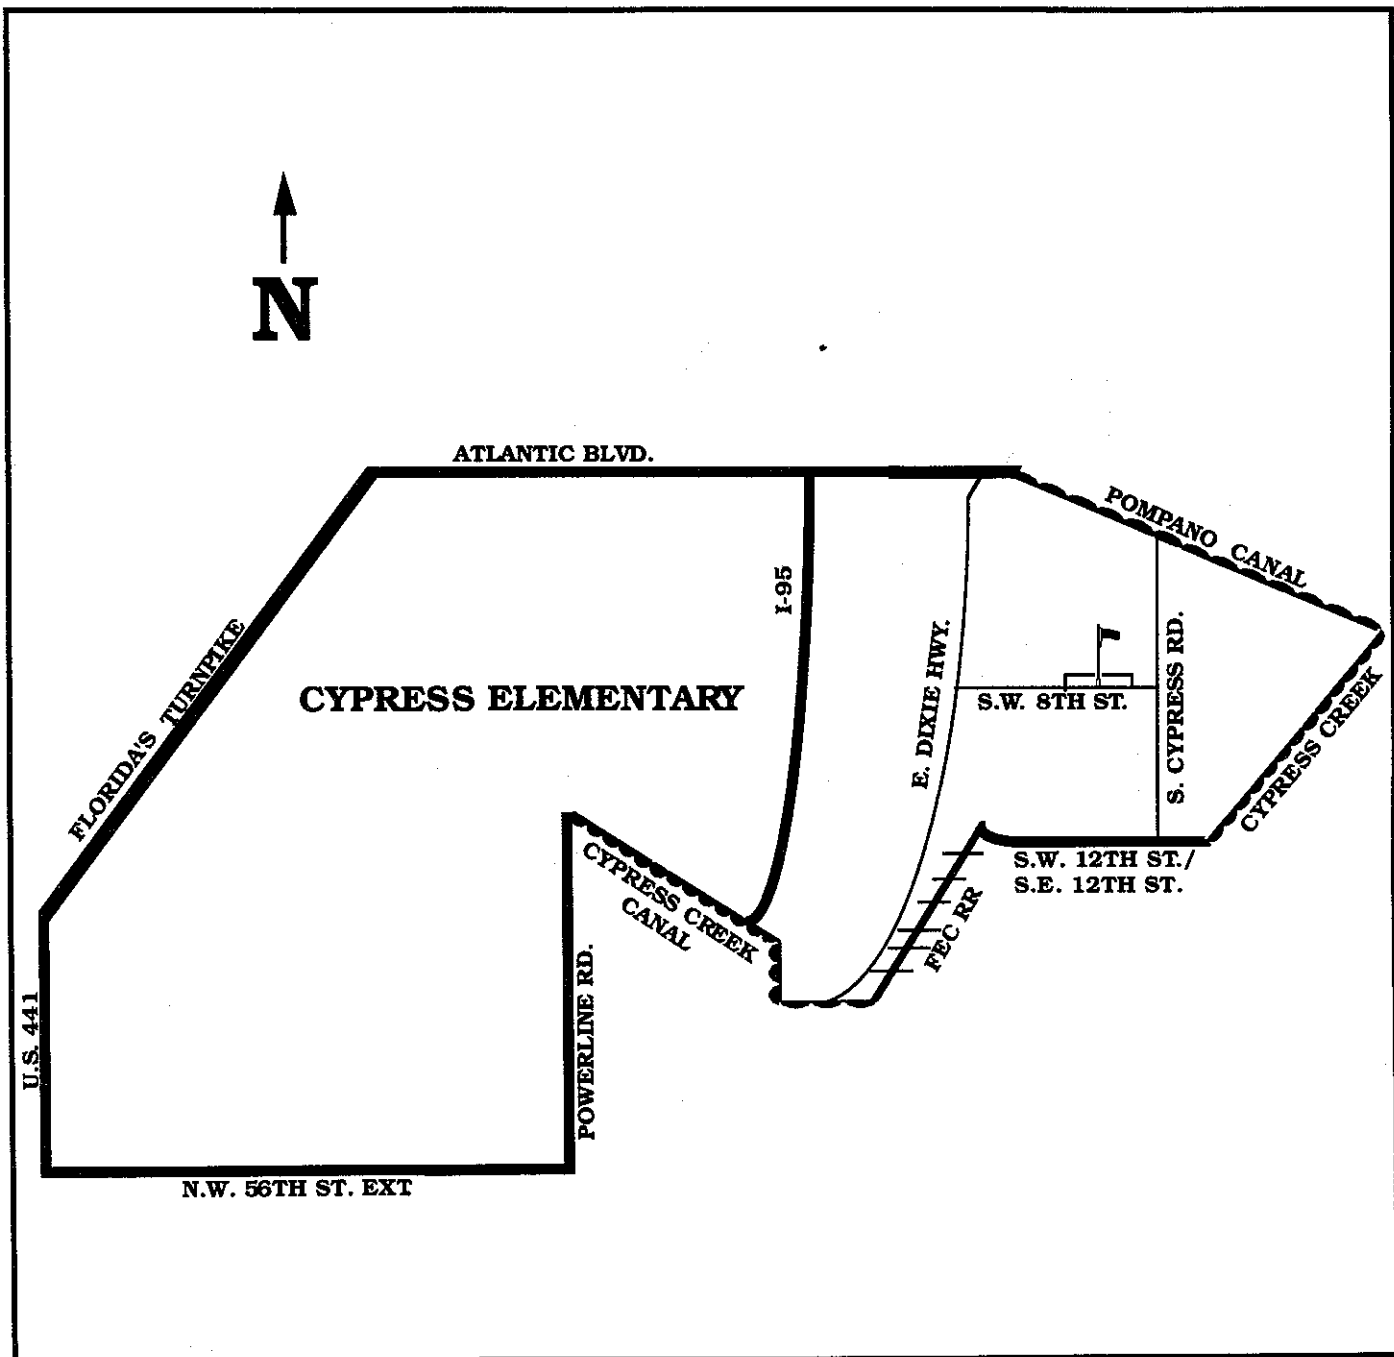 N
ATLANTIC BLVD.
POMPANO CANAL
I-95
FLORIDA'S TURNPIKE
E. DIXIE HWY.
S. CYPRESS RD.
CYPRESS ELEMENTARY
S.W. 8TH ST.
CYPRESS CREEK
CYPRESS CREEK
CANAL
S.W. 12TH ST./
S.E. 12TH ST.
FEC RR
U.S. 441
POWERLINE RD.
N.W. 56TH ST. EXT